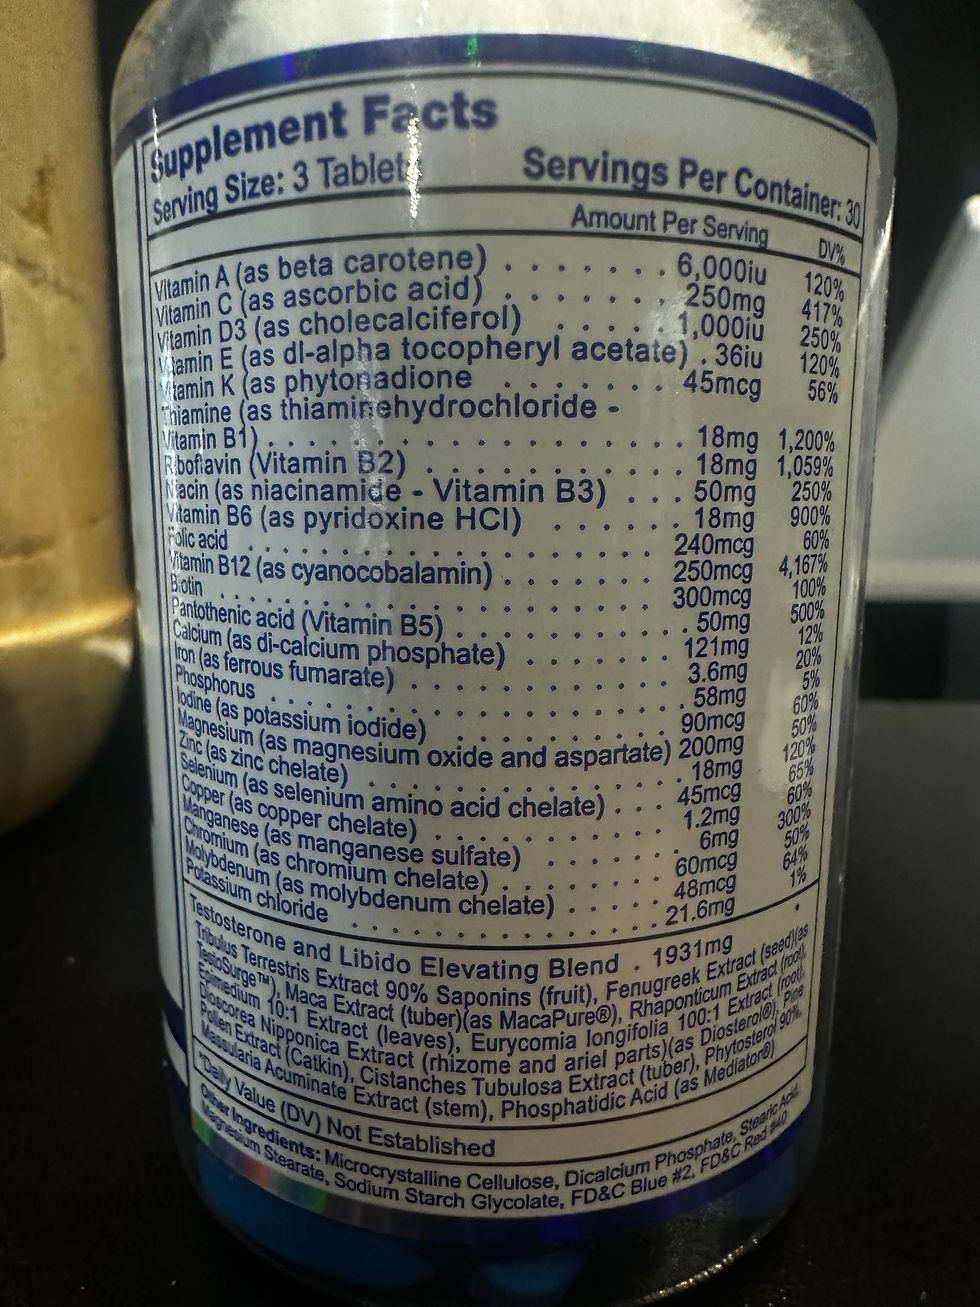 Supplement Facts
Serving Size: 3 Tablets Servings Per Container: 30
Amount Per Serving DV%
Vitamin A (as beta carotene) . . . . . . . 6,000iu 120%
Vitamin C (as ascorbic acid) . . . . . . . 250mg 417%
Vitamin D3 (as cholecalciferol) . . . . . 1,000iu 250%
Vitamin E (as dl-alpha tocopheryl acetate) . 36iu 120%
Vitamin K (as phytonadione . . . . . . . 45mcg 56%
Thiamine (as thiaminehydrochloride -
Vitamin B1) . . . . . . . . . . . . . . . . 18mg 1,200%
Riboflavin (Vitamin B2) . . . . . . . . . . 18mg 1,059%
Niacin (as niacinamide - Vitamin B3) . . . 50mg 250%
Vitamin B6 (as pyridoxine HCl) . . . . . . 18mg 900%
Folic acid . . . . . . . . . . . . . . . . 240mcg 60%
Vitamin B12 (as cyanocobalamin) . . . . . . 250mcg 4,167%
Biotin . . . . . . . . . . . . . . . . . . 300mcg 100%
Pantothenic acid (Vitamin B5) . . . . . . . 50mg 500%
Calcium (as di-calcium phosphate) . . . . . 121mg 12%
Iron (as ferrous fumarate) . . . . . . . . 3.6mg 20%
Phosphorus . . . . . . . . . . . . . . . . 58mg 5%
Iodine (as potassium iodide) . . . . . . . 90mcg 60%
Magnesium (as magnesium oxide and aspartate) 200mg 50%
Zinc (as zinc chelate) . . . . . . . . . . 18mg 120%
Selenium (as selenium amino acid chelate) . . . 45mcg 65%
Copper (as copper chelate) . . . . . . . . 1.2mg 60%
Manganese (as manganese sulfate) . . . . . 6mg 300%
Chromium (as chromium chelate) . . . . . . 60mcg 50%
Molybdenum (as molybdenum chelate) . . . . 48mcg 64%
Potassium chloride . . . . . . . . . . . . 21.6mg 1%
Testosterone and Libido Elevating Blend . 1931mg *
Tribulus Terrestris Extract 90% Saponins (fruit), Fenugreek Extract (seed)(as
TestoSurge™), Maca Extract (tuber)(as MacaPure®), Rhaponticum Extract (root),
Epimedium 10:1 Extract (leaves), Eurycoma longifolia 100:1 Extract (root),
Dioscorea Nipponica Extract (rhizome and ariel parts)(as Diosterol®), Pine
Pollen Extract (Catkin), Cistanches Tubulosa Extract (tuber), Phytosterol 90%,
Massularia Acuminate Extract (stem), Phosphatidic Acid (as Mediator®)
*Daily Value (DV) Not Established
Other Ingredients: Microcrystalline Cellulose, Dicalcium Phosphate, Stearic Acid,
Magnesium Stearate, Sodium Starch Glycolate, FD&C Blue #2, FD&C Red #40